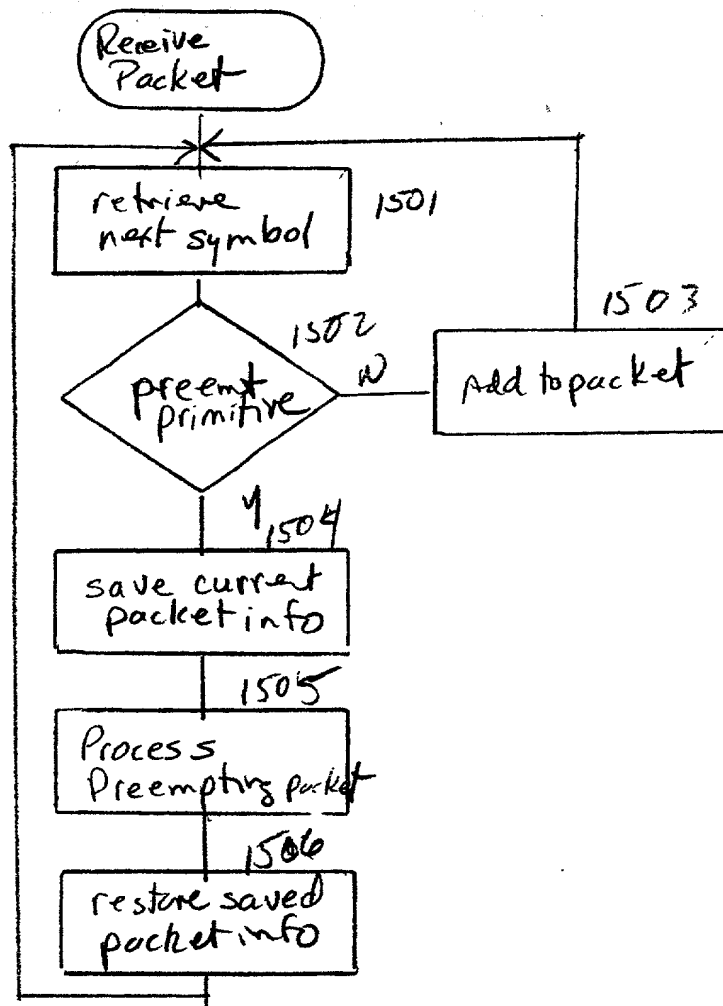 Receive
Packet
retrieve
next symbol
1501
1502
preemt
primitive
N
1503
Add to packet
Y
1504
save current
packet info
1505
Process
Preempting packet
1506
restore saved
packet info